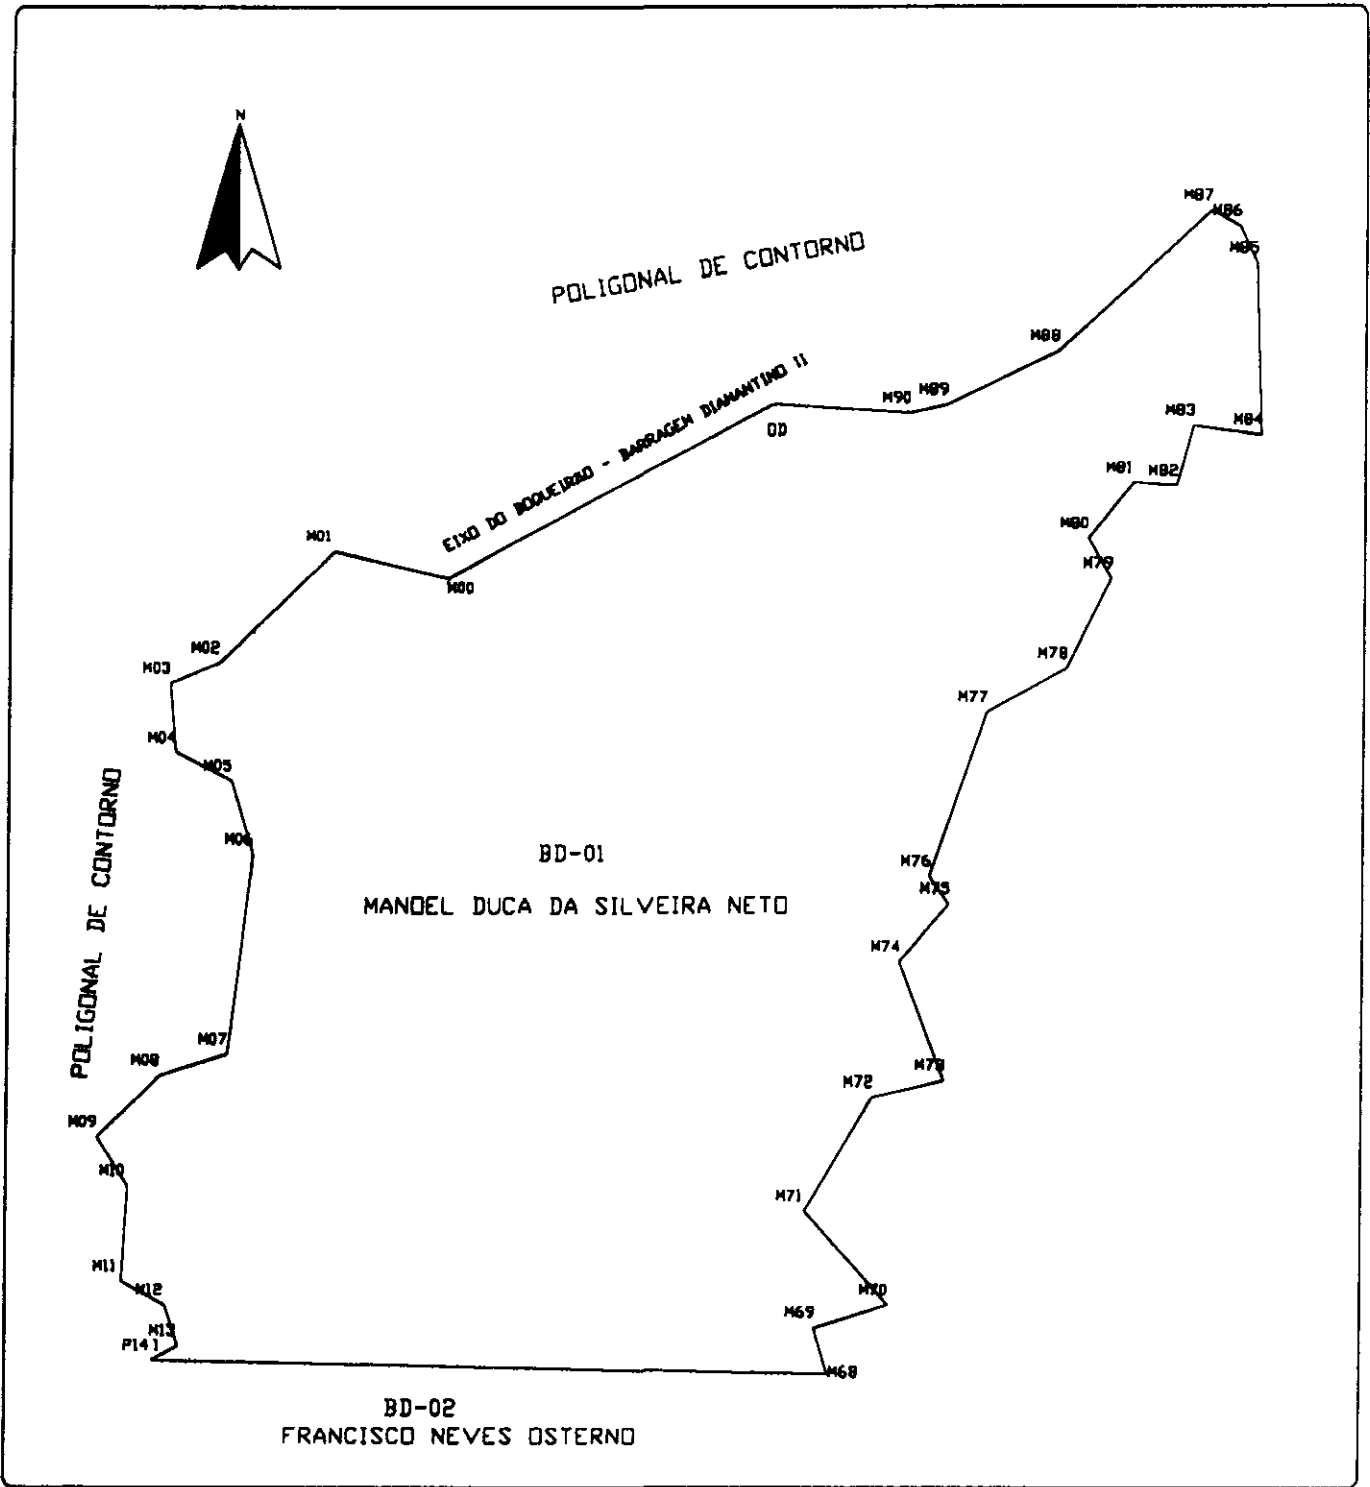 N
M87
M86
M85
POLIGONAL DE CONTORNO
M88
EIXO DO BOQUEIRAO - BARRAGEM DIAMANTINO II
M90
M89
M83
M84
OD
M81
M82
M80
M01
M79
M00
M02
M03
M78
M77
M04
M05
POLIGONAL DE CONTORNO
M06
BD-01
M76
M75
MANOEL DUCA DA SILVEIRA NETO
M74
M07
M08
M73
M72
M09
M10
M71
M11
M12
M70
M69
M13
P141
M68
BD-02
FRANCISCO NEVES OSTERNO